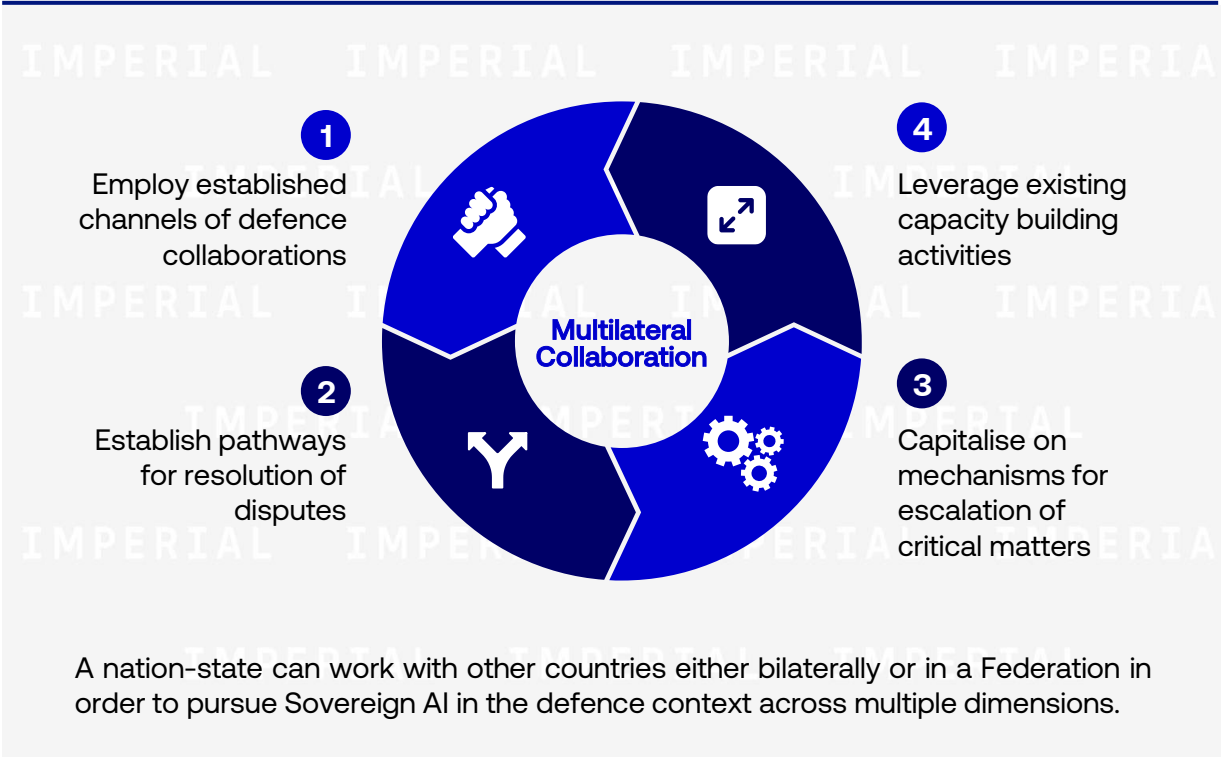 IMPERIAL IMPERIAL IMPERIAL IMPERIA
1
Employ established
channels of defence
collaborations
2
Establish pathways
for resolution of
disputes
Multilateral
Collaboration
4
Leverage existing
capacity building
activities
3
Capitalise on
mechanisms for
escalation of
critical matters
A nation-state can work with other countries either bilaterally or in a Federation in
order to pursue Sovereign AI in the defence context across multiple dimensions.